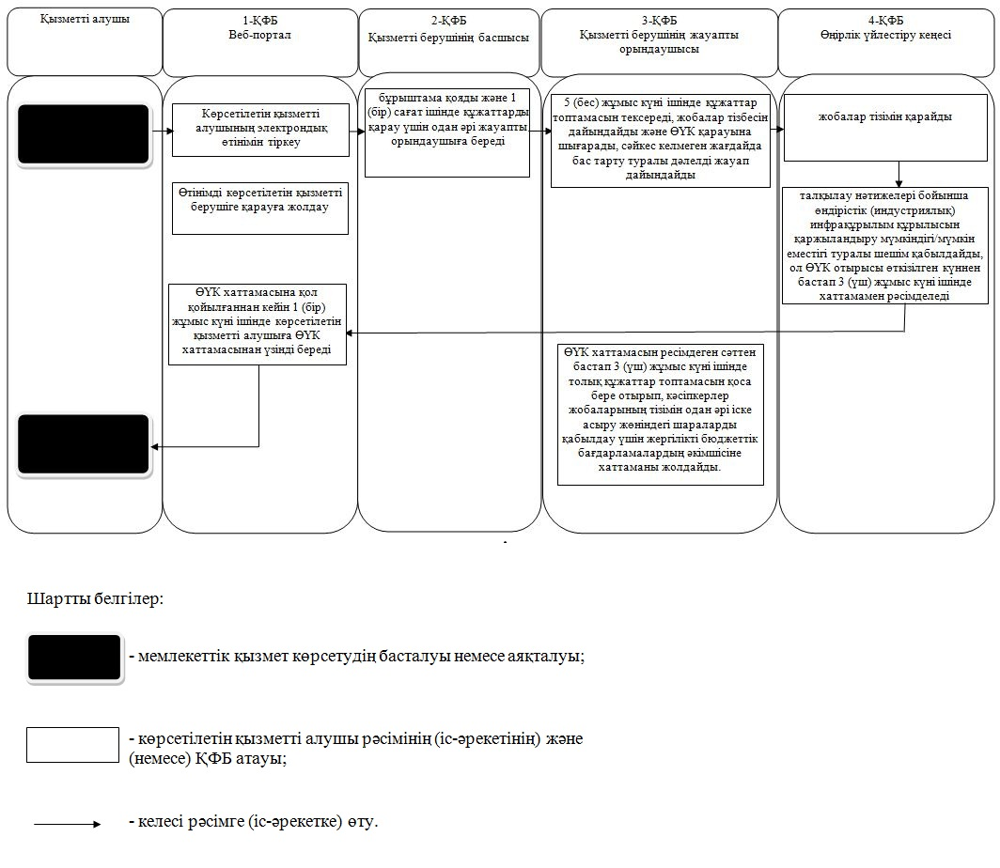 Қызметті алушы
1-ҚФБ
Веб-портал
2-ҚФБ
Қызметті берушінің басшысы
3-ҚФБ
Қызметті берушінің жауапты
орындаушысы
4-ҚФБ
Өңірлік үйлестіру кеңесі
Көрсетілетін қызметті
алушының электрондық
өтінімін тіркеу
Өтінімді көрсетілетін қызметті
берушіге қарауға жолдау
ӨҮК хаттамасына қол
қойылғаннан кейін 1 (бір)
жұмыс күні ішінде көрсетілетін
қызметті алушыға ӨҮК
хаттамасынан үзінді береді
бұрыштама қояды және 1
(бір) сағат ішінде құжаттарды
қарау үшін одан әрі жауапты
орындаушыға береді
5 (бес) жұмыс күні ішінде құжаттар
топтамасын тексереді, жобалар тізбесін
дайындайды және ӨҮК қарауына
шығарады, сәйкес келмеген жағдайда
бас тарту туралы дәлелді жауап
дайындайды
ӨҮК хаттамасын ресімдеген сәттен
бастап 3 (үш) жұмыс күні ішінде
толық құжаттар топтамасын қоса
бере отырып, кәсіпкерлер
жобаларының тізімін одан әрі іске
асыру жөніндегі шараларды
қабылдау үшін жергілікті бюджеттік
бағдарламалардың әкімшісіне
хаттаманы жолдайды.
жобалар тізімін қарайды
талқылау нәтижелері бойынша
өндірістік (индустриялық)
инфрақұрылым құрылысын
қаржыландыру мүмкіндігі/мүмкін
еместігі туралы шешім қабылдайды,
ол ӨҮК отырысы өткізілген күннен
бастап 3 (үш) жұмыс күні ішінде
хаттамамен рәсімделеді
Шартты белгілер:
- мемлекеттік қызмет көрсетудің басталуы немесе аяқталуы;
- көрсетілетін қызметті алушы рәсімінің (іс-әрекетінің) және
(немесе) ҚФБ атауы;
- келесі рәсімге (іс-әрекетке) өту.